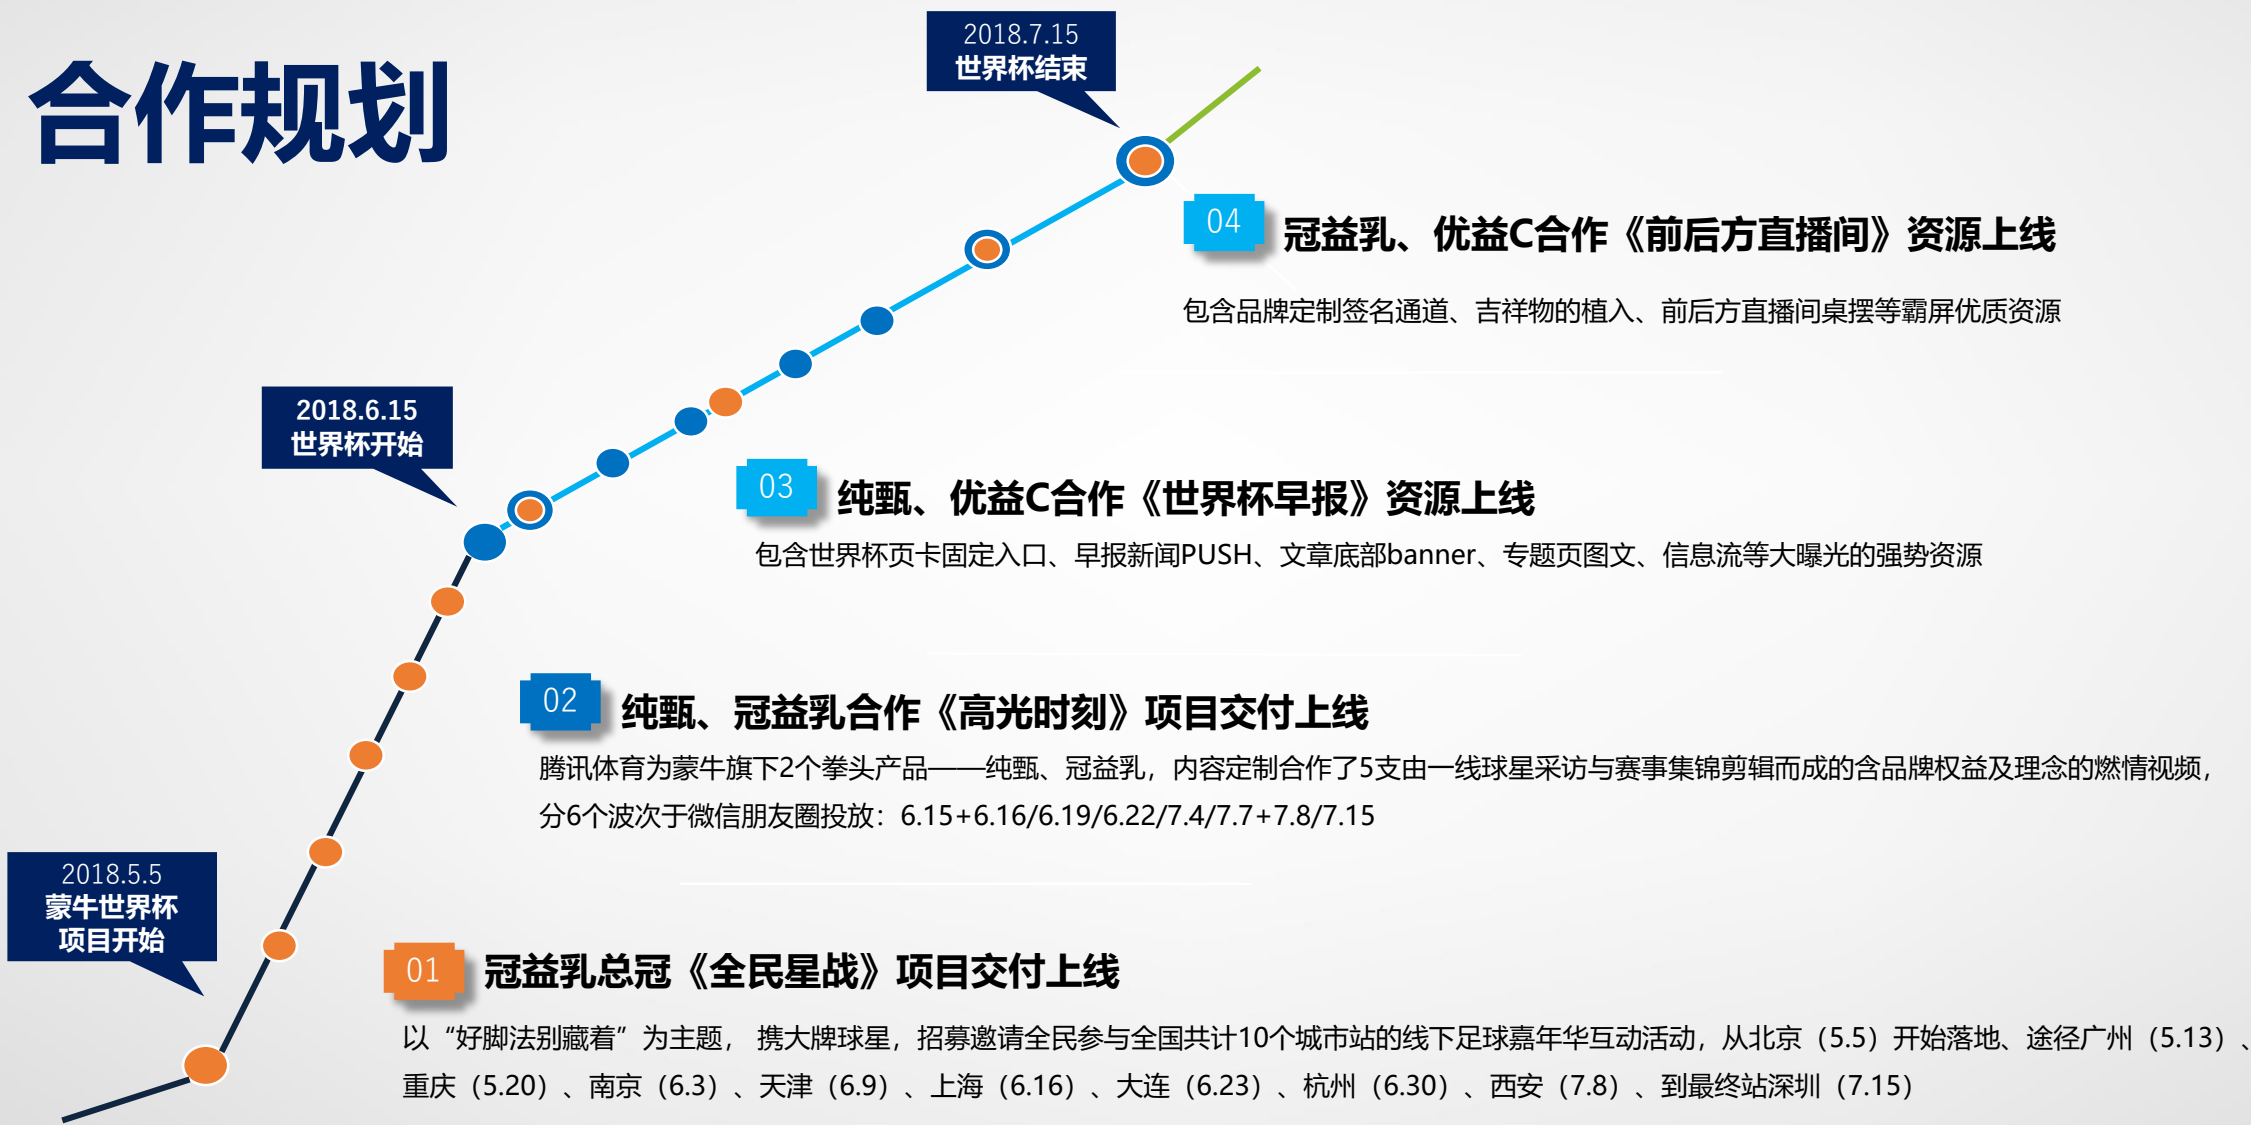 合作规划
2018.7.15
世界杯结束
04
冠益乳、优益C合作《前后方直播间》资源上线
包含品牌定制签名通道、吉祥物的植入、前后方直播间桌摆等霸屏优质资源
2018.6.15
世界杯开始
03
纯甄、优益C合作《世界杯早报》资源上线
包含世界杯页卡固定入口、早报新闻PUSH、文章底部banner、专题页图文、信息流等大曝光的强势资源
02
纯甄、冠益乳合作《高光时刻》项目交付上线
腾讯体育为蒙牛旗下2个拳头产品——纯甄、冠益乳，内容定制合作了5支由一线球星采访与赛事集锦剪辑而成的含品牌权益及理念的燃情视频，
分6个波次于微信朋友圈投放：6.15+6.16/6.19/6.22/7.4/7.7+7.8/7.15
2018.5.5
蒙牛世界杯
项目开始
01
冠益乳总冠《全民星战》项目交付上线
以“好脚法别藏着”为主题， 携大牌球星，招募邀请全民参与全国共计10个城市站的线下足球嘉年华互动活动，从北京（5.5）开始落地、途径广州（5.13）、
重庆（5.20）、南京（6.3）、天津（6.9）、上海（6.16）、大连（6.23）、杭州（6.30）、西安（7.8）、到最终站深圳（7.15）